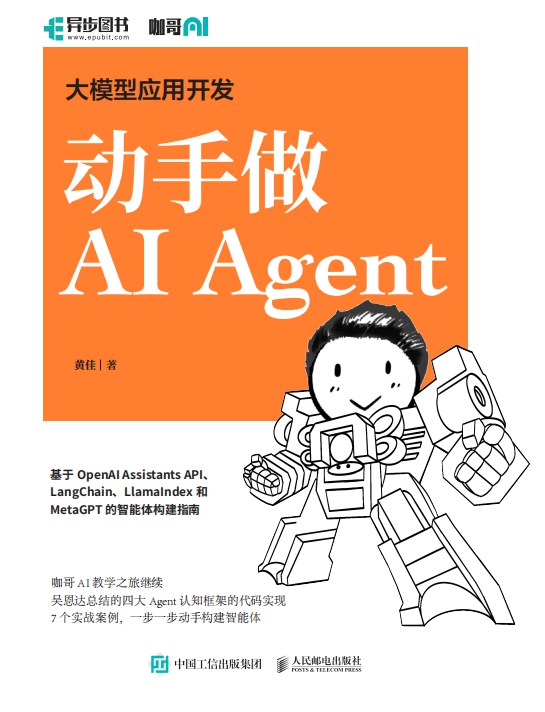 异步图书
www.epubit.com
咖哥AI
大模型应用开发
动手做
AI Agent
黄佳 | 著
基于 OpenAI Assistants API、
LangChain、LlamaIndex 和
MetaGPT 的智能体构建指南
咖哥 AI 教学之旅继续
吴恩达总结的四大 Agent 认知框架的代码实现
7 个实战案例，一步一步动手构建智能体
中国工信出版集团
人民邮电出版社
POSTS & TELECOM PRESS